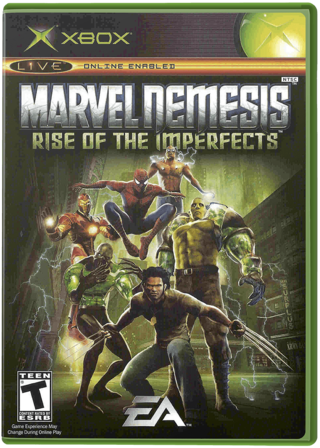 XBOX
LIVE ONLINE ENABLED
NTSC
MARVEL NEMESIS
RISE OF THE IMPERFECTS
TEEN
T
CONTENT RATED BY
ESRB
Game Experience May
Change During Online Play
EA